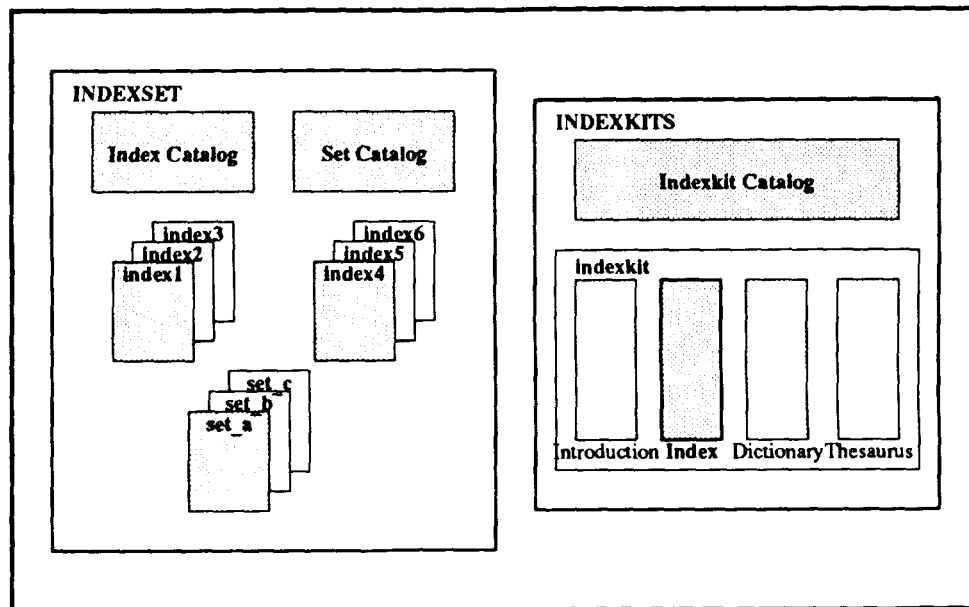 INDEXSET
Index Catalog
Set Catalog
index3
index2
index1
index6
index5
index4
set_c
set_b
set_a
INDEXKITS
Indexkit Catalog
indexkit
Introduction Index Dictionary Thesaurus